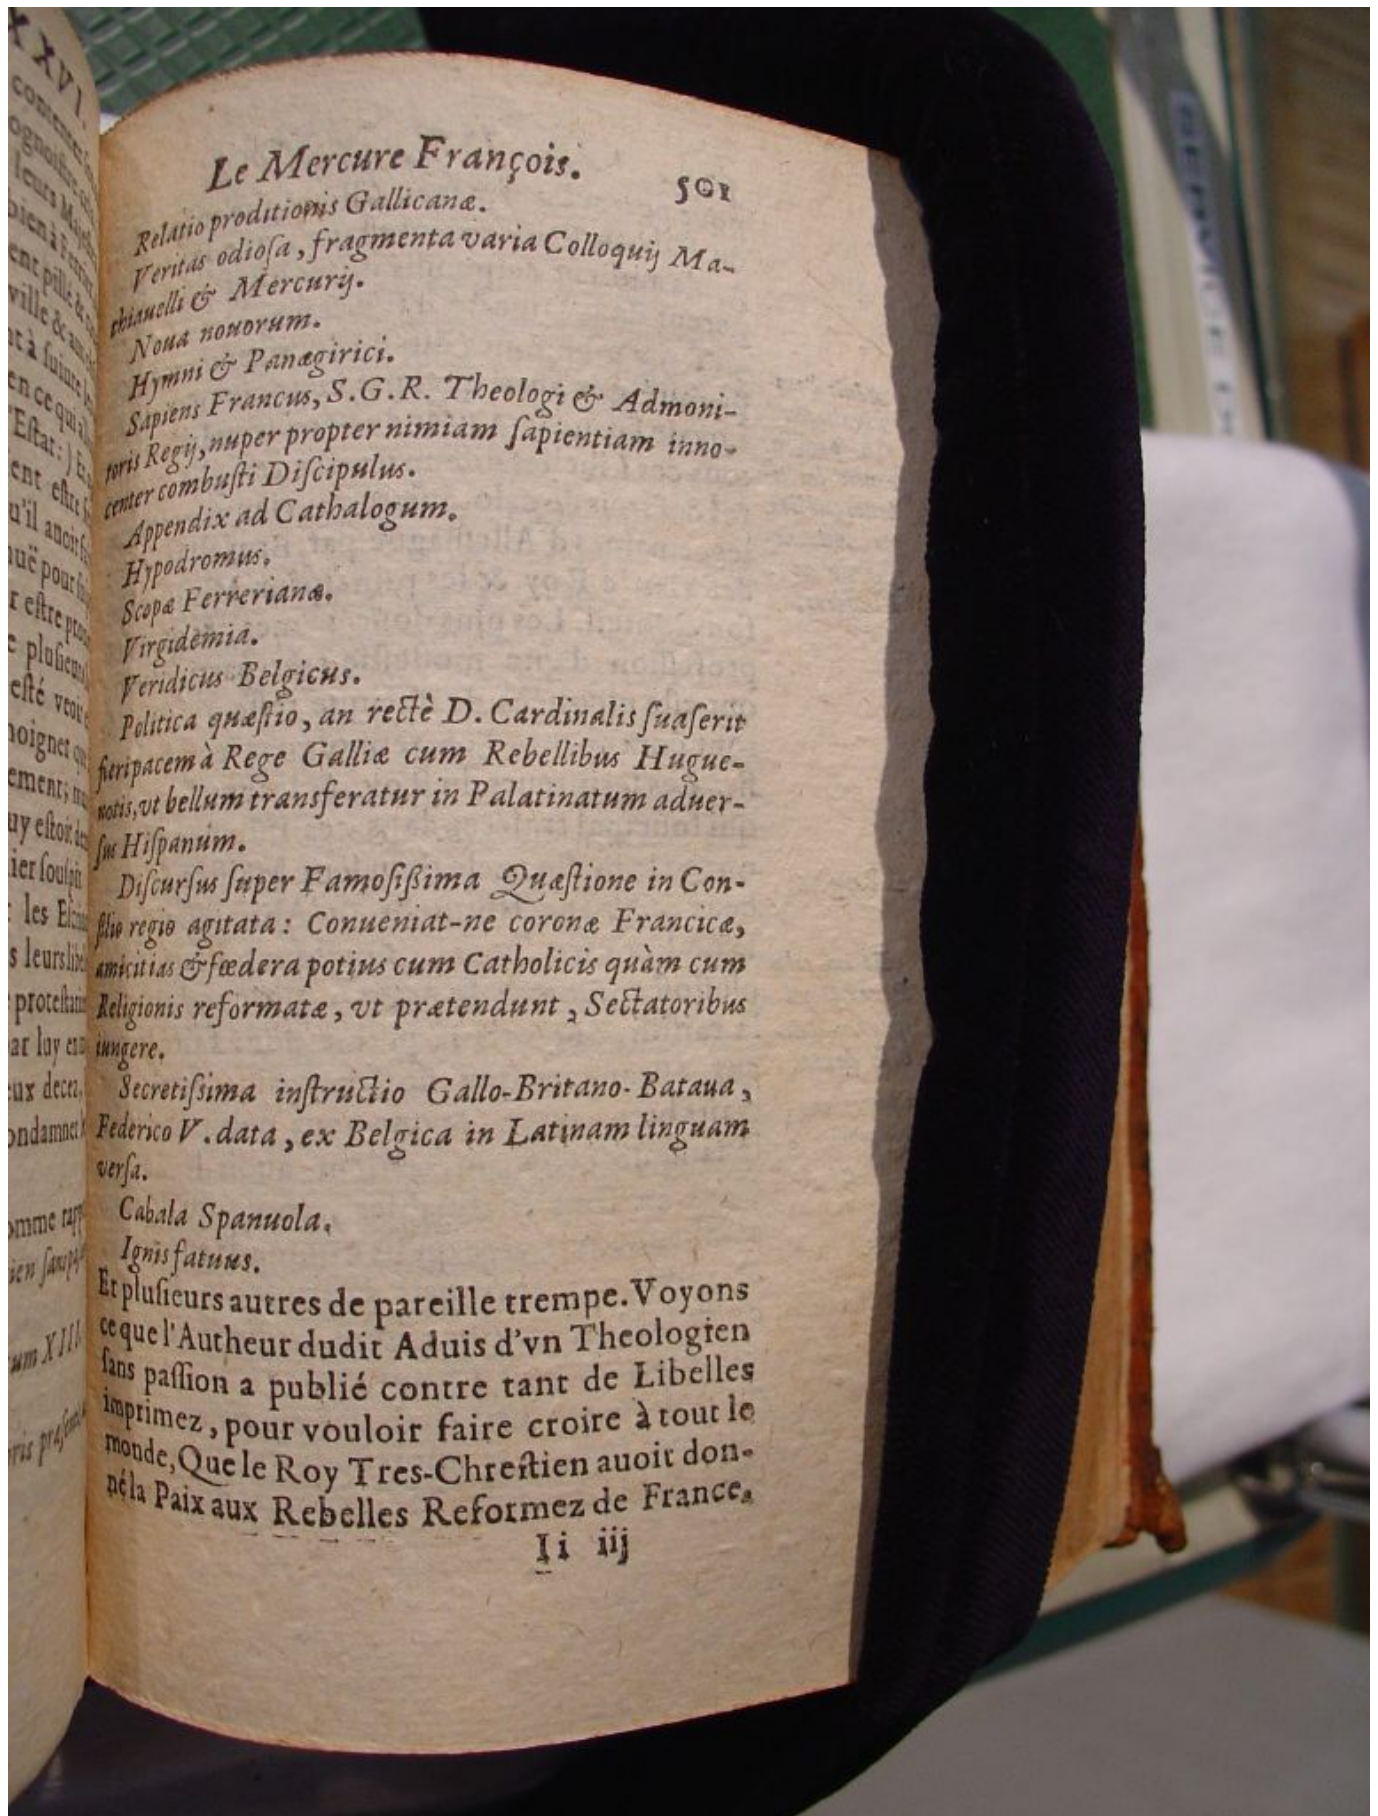 Le Mercure François. 501
Relatio proditionis Gallicanæ.
Veritas odiosa, fragmenta varia Colloquij Ma-
chiauelli & Mercurij.
Noua nouorum.
Hymni & Panægirici.
Sapiens Francus, S.G.R. Theologi & Admoni-
toris Regij, nuper propter nimiam ſapientiam inno-
center combuſti Diſcipulus.
Appendix ad Cathalogum.
Hypodromus.
Scopæ Ferrerianæ.
Virgidemia.
Veridicus Belgicus.
Politica quæſtio, an rectè D. Cardinalis ſuaſerit
fieri pacem à Rege Galliæ cum Rebellibus Hugue-
notis, vt bellum transferatur in Palatinatum aduer-
ſus Hiſpanum.
Diſcurſus ſuper Famoſißima Quæſtione in Con-
ſilio regio agitata: Conueniat-ne coronæ Francicæ,
amicitias & fœdera potius cum Catholicis quàm cum
Religionis reformatæ, vt prætendunt, Sectatoribus
iungere.
Secretiſsima inſtructio Gallo-Britano-Bataua,
Federico V. data, ex Belgica in Latinam linguam
verſa.
Cabala Spanuola.
Ignis fatuus.
Et pluſieurs autres de pareille trempe. Voyons
ce que l'Autheur dudit Aduis d'vn Theologien
ſans paſſion a publié contre tant de Libelles
imprimez, pour vouloir faire croire à tout le
monde, Que le Roy Tres-Chreſtien auoit don-
né la Paix aux Rebelles Reformez de France.
Ii iij